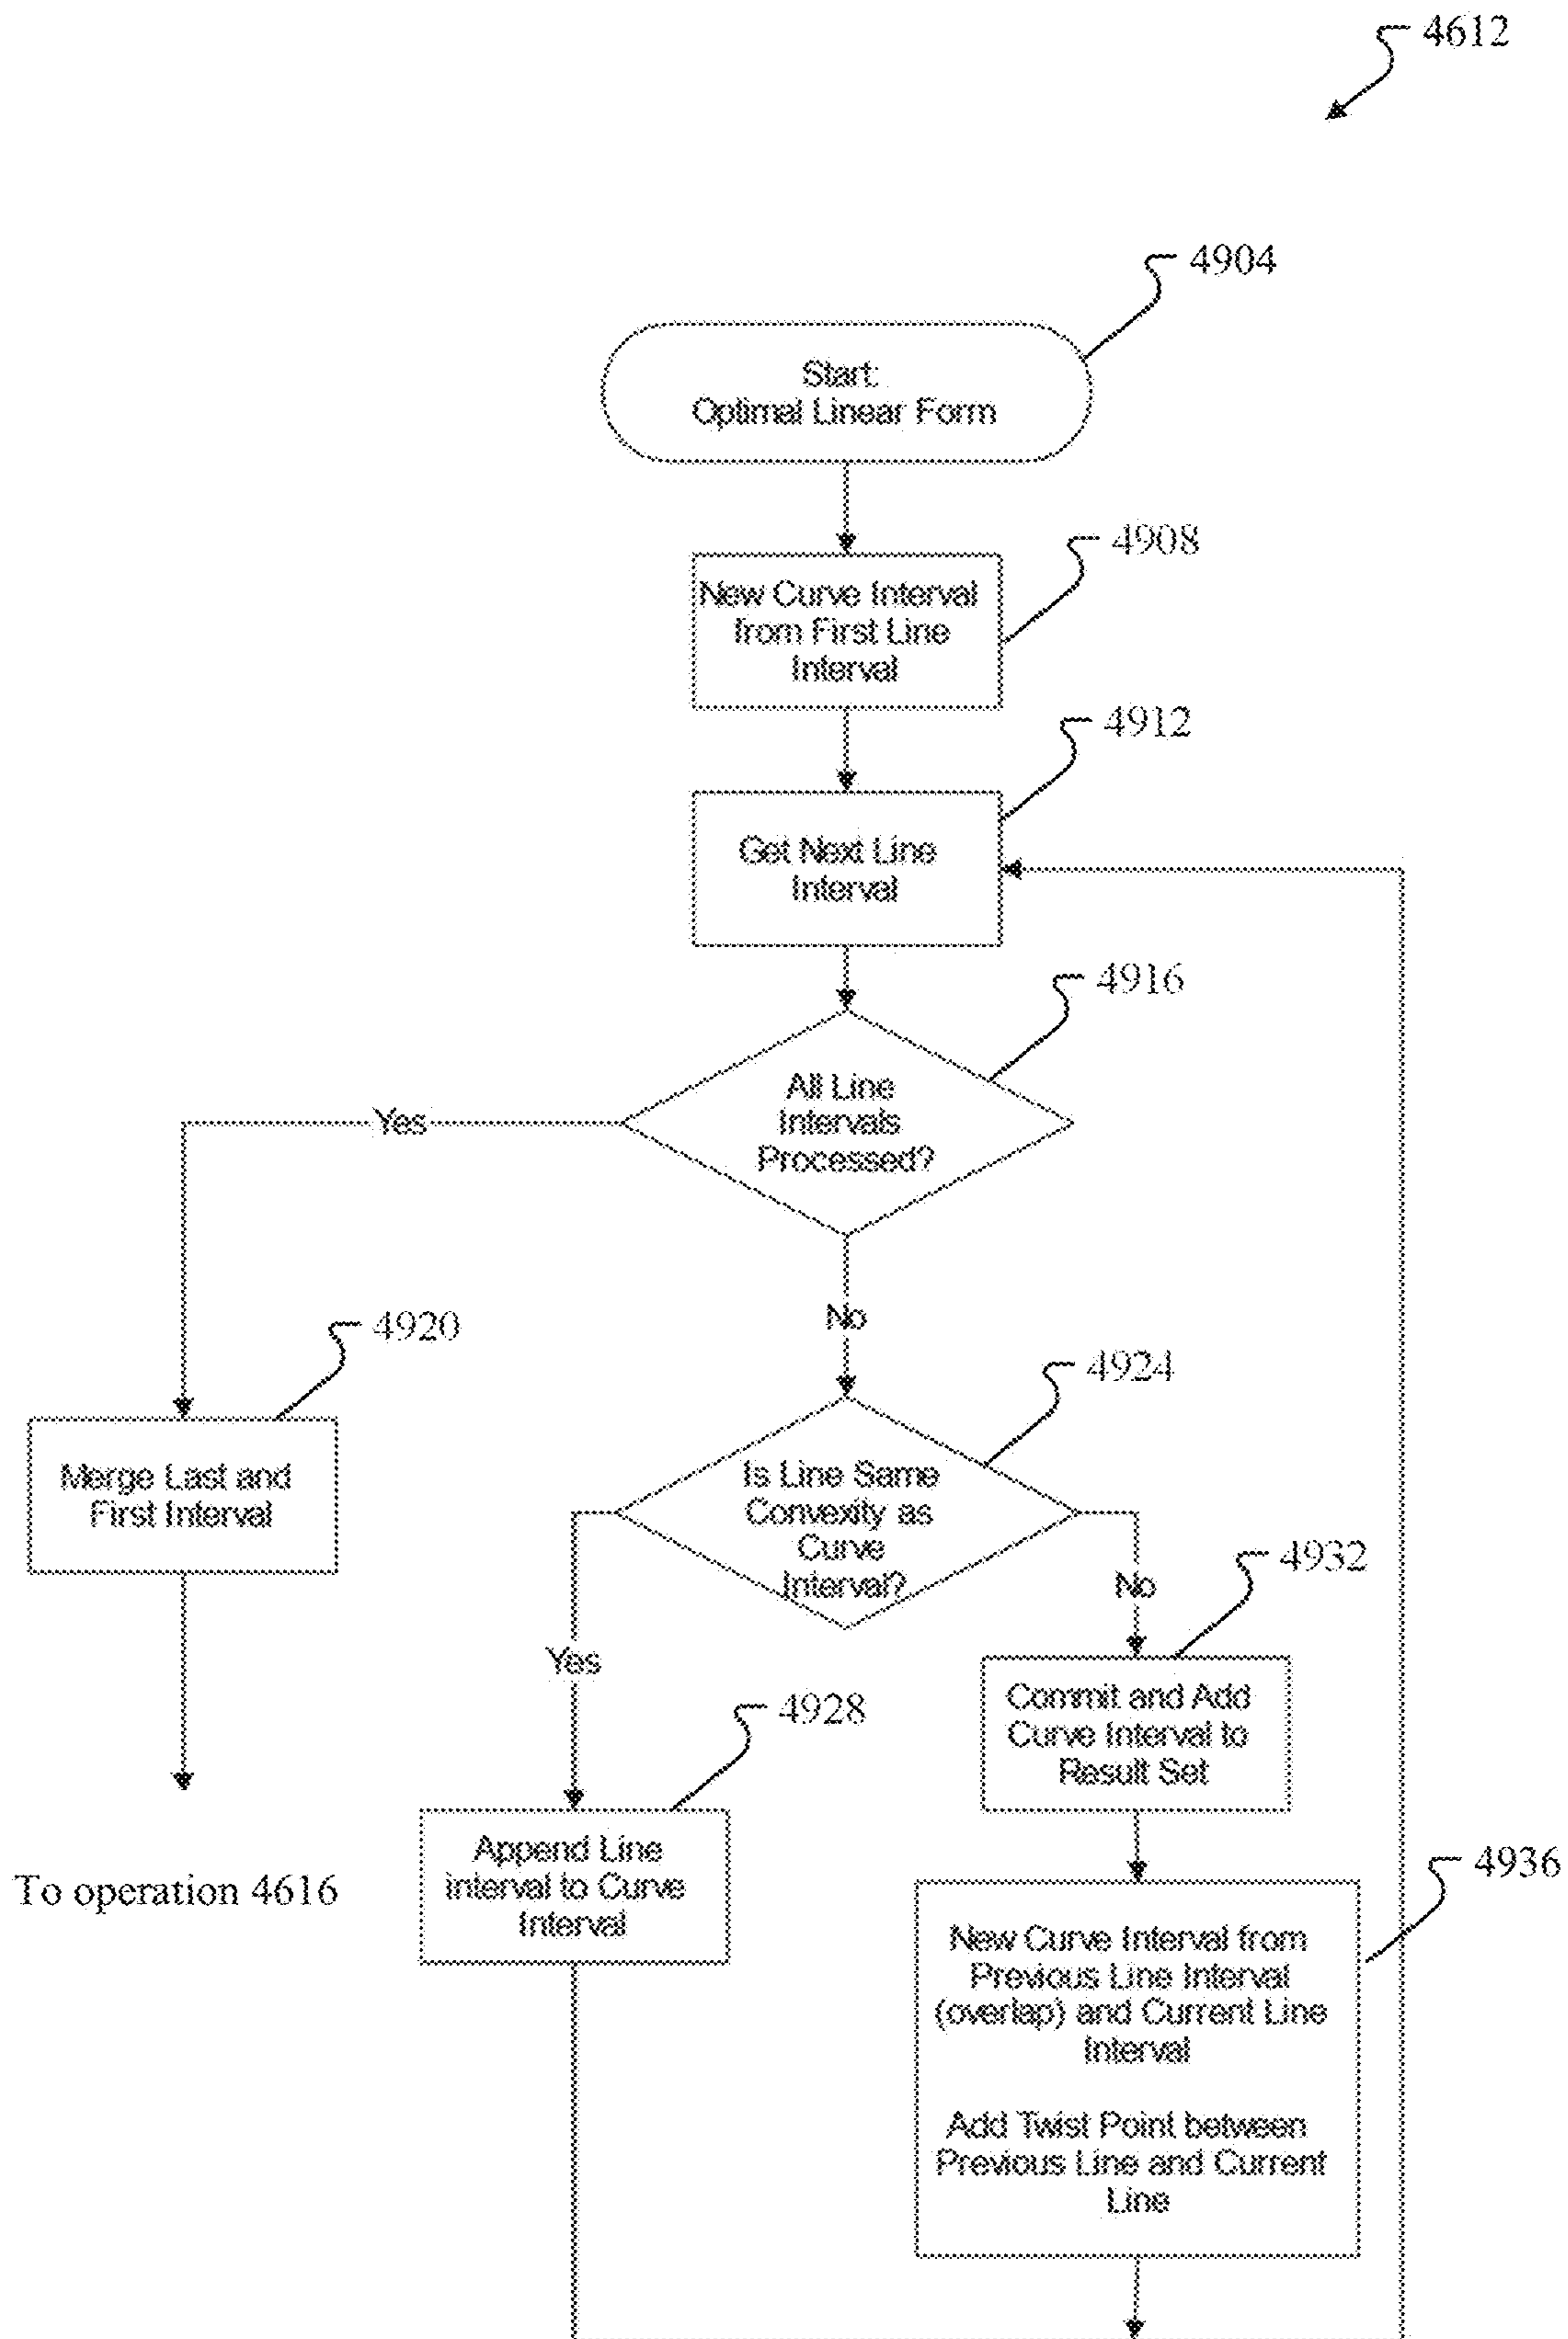 4612
4904
Start:
Optimal Linear Form
4908
New Curve Interval
from First Line
Interval
4912
Get Next Line
Interval
4916
All Line
Intervals
Processed?
Yes
No
4920
Merge Last and
First Interval
To operation 4616
4924
Is Line Same
Convexity as
Curve
Interval?
Yes
No
4928
Append Line
interval to Curve
Interval
4932
Commit and Add
Curve Interval to
Result Set
4936
New Curve Interval from
Previous Line Interval
(overlap) and Current Line
Interval
Add Twist Point between
Previous Line and Current
Line